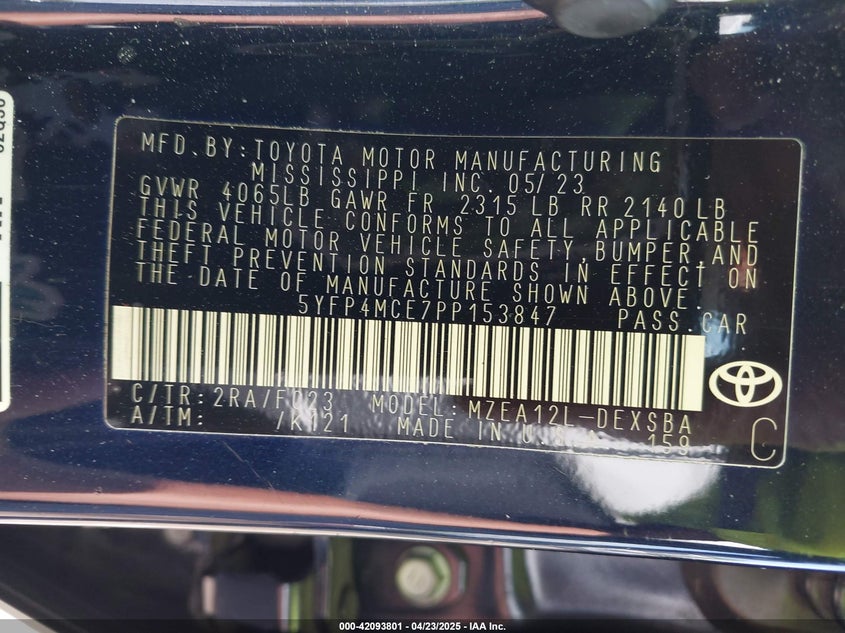 MFD.BY:TOYOTA MOTOR MANUFACTURING
MISSISSIPPI INC. 05/23
GVWR 4065LB GAWR FR 2315 LB RR 2140 LB
THIS VEHICLE CONFORMS TO ALL APPLICABLE
FEDERAL MOTOR VEHICLE SAFETY,BUMPER,AND
THEFT PREVENTION STANDARDS IN EFFECT ON
THE DATE OF MANUFACTURE SHOWN ABOVE.
5YFP4MCE7PP153847 PASS.CAR
C/TR:2RA/FC23 MODEL:MZEA12L-DEXSBA
A/TM: /K121 MADE IN U.S.A. 159
C
000-42093801 - 04/23/2025 - IAA Inc.